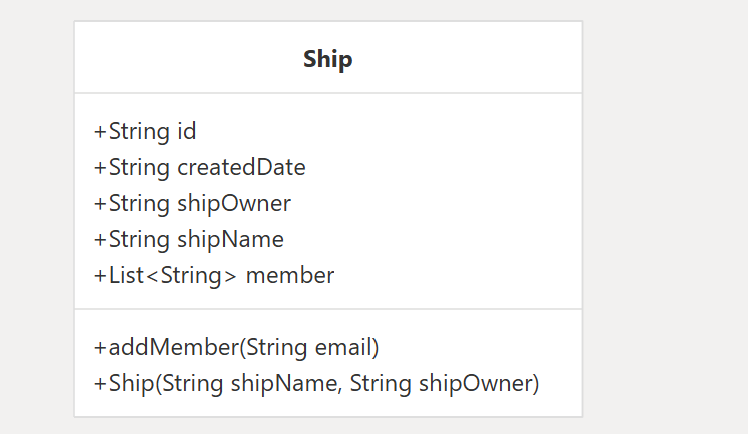 Ship
+String id
+String createdDate
+String shipOwner
+String shipName
+List<String> member
+addMember(String email)
+Ship(String shipName, String shipOwner)